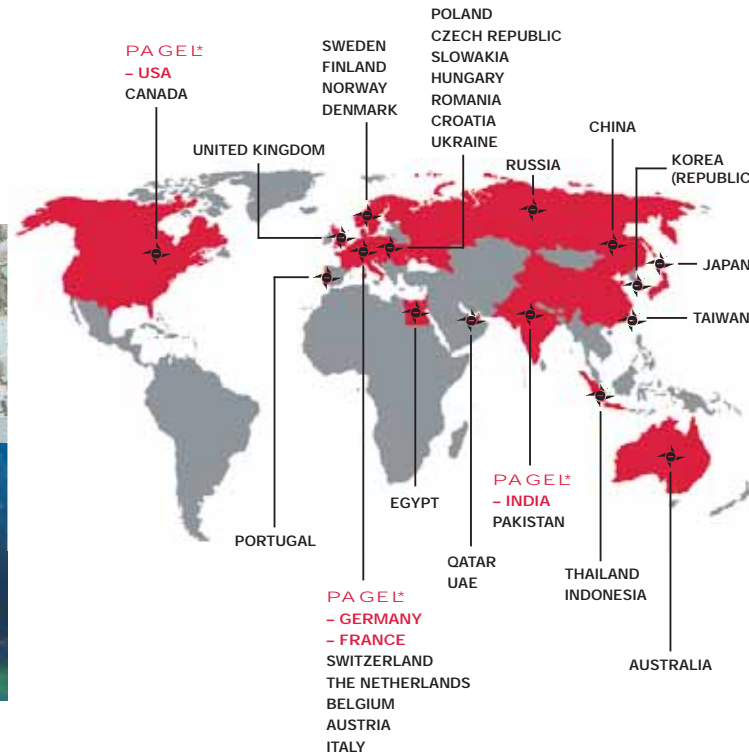 PAGEL*
– USA
CANADA
SWEDEN
FINLAND
NORWAY
DENMARK
POLAND
CZECH REPUBLIC
SLOWAKIA
HUNGARY
ROMANIA
CROATIA
UKRAINE
UNITED KINGDOM
RUSSIA
CHINA
KOREA
(REPUBLIC
JAPAN
TAIWAN
PORTUGAL
EGYPT
QATAR
UAE
PAGEL*
– INDIA
PAKISTAN
THAILAND
INDONESIA
AUSTRALIA
PAGEL*
– GERMANY
– FRANCE
SWITZERLAND
THE NETHERLANDS
BELGIUM
AUSTRIA
ITALY